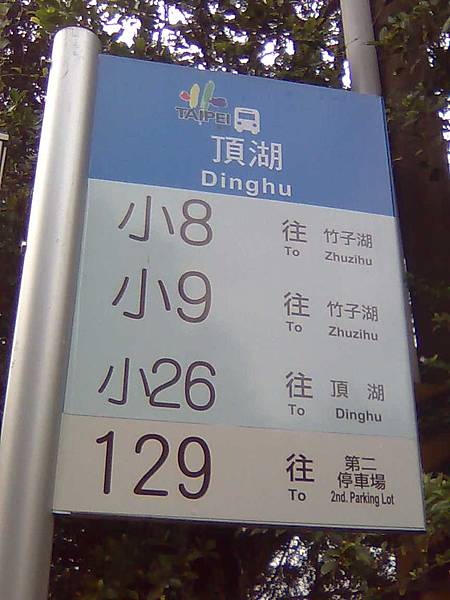 TAIPEI
頂湖
Dinghu
小8 往 竹子湖
To Zhuzihu
小9 往 竹子湖
To Zhuzihu
小26 往 頂湖
To Dinghu
129 往 第二
停車場
To 2nd. Parking Lot